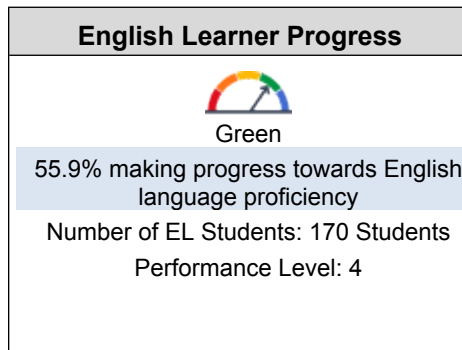 English Learner Progress
Green
55.9% making progress towards English
language proficiency
Number of EL Students: 170 Students
Performance Level: 4